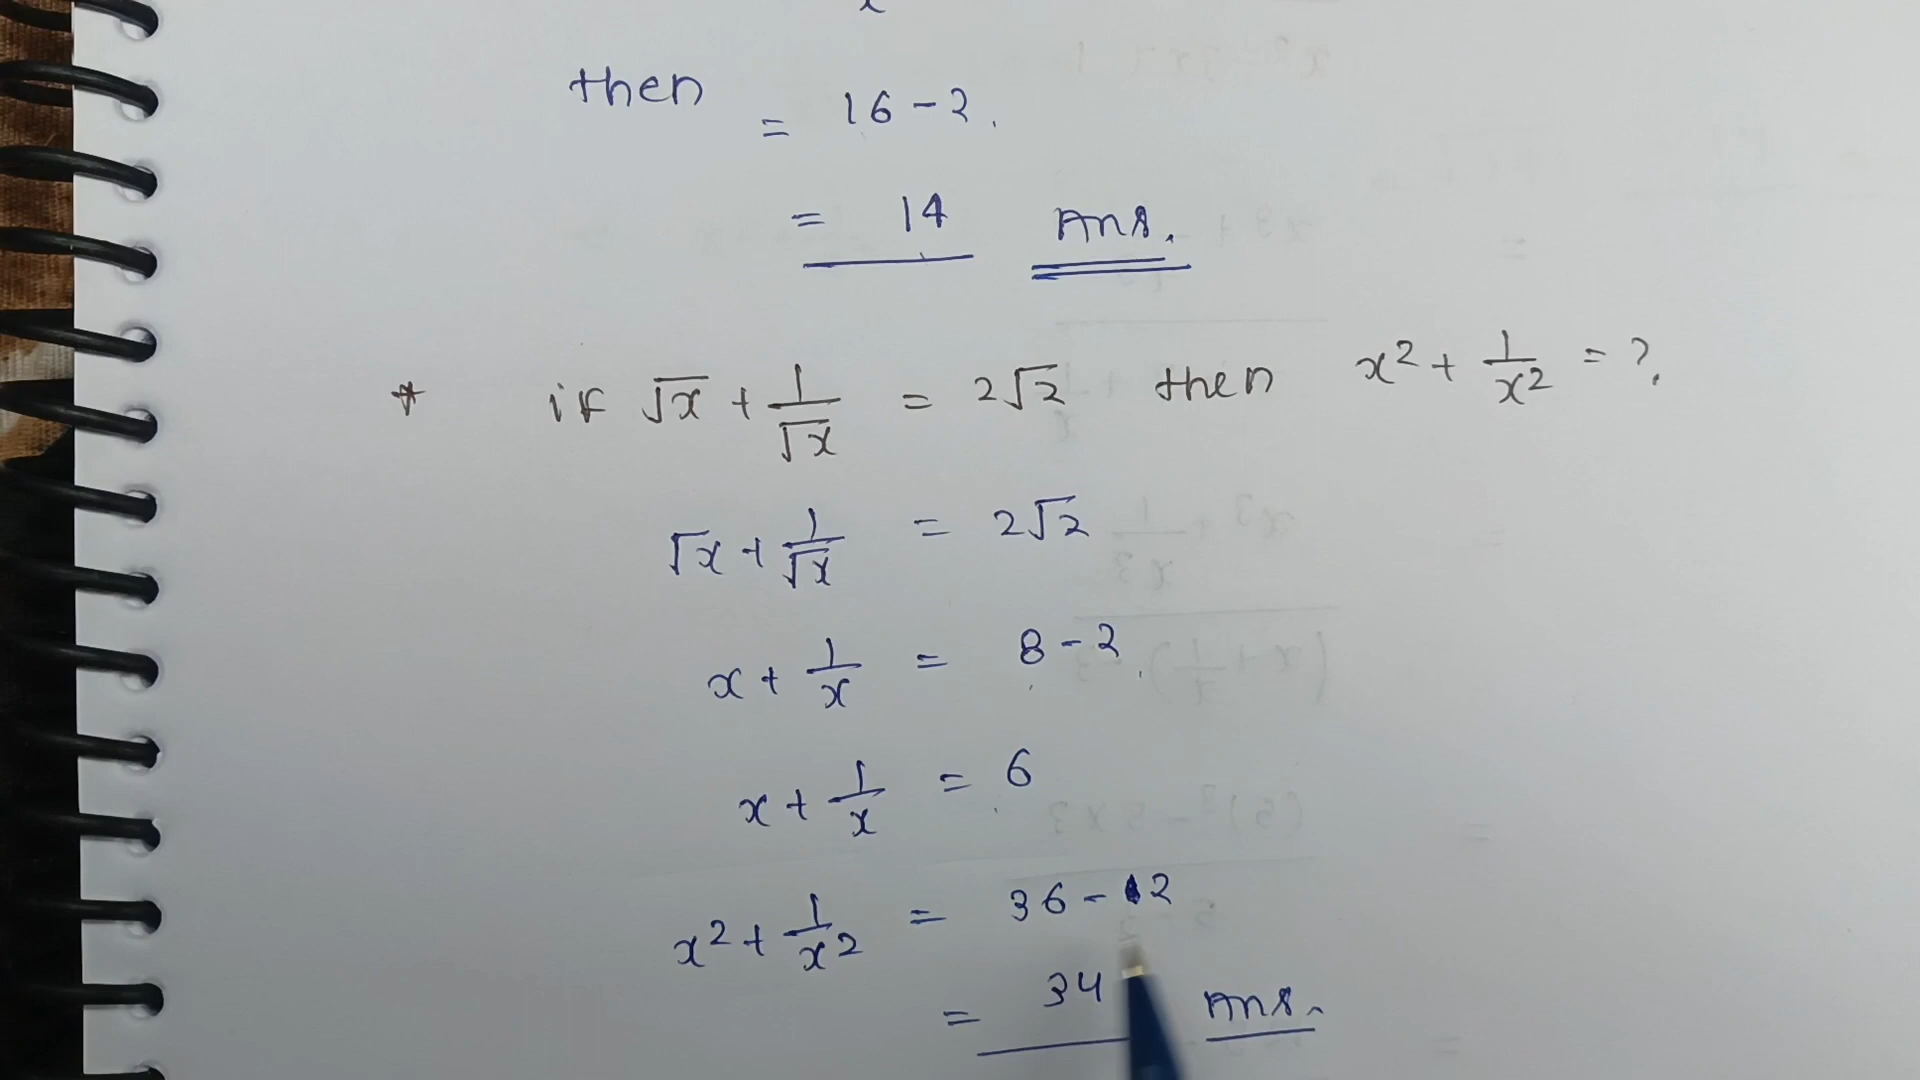 then = 16 - 2.
= 14 Ans.
* if √x + 1/√x = 2√2 then x² + 1/x² = ?.
√x + 1/√x = 2√2
x + 1/x = 8 - 2
x + 1/x = 6
x² + 1/x² = 36 - 2
= 34 Ans.